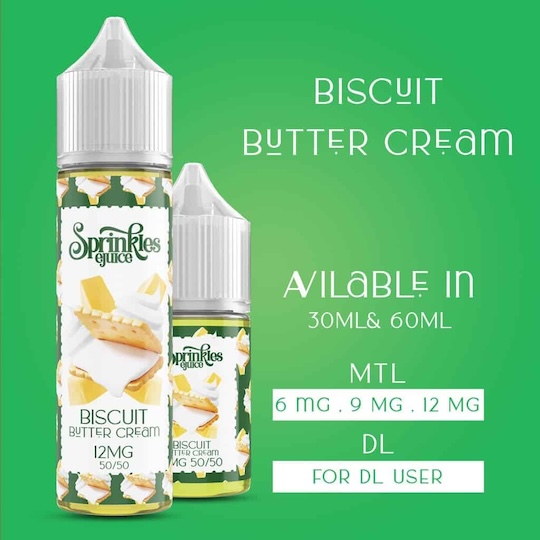 BISCUIT
BUTTER CREAM
AVILABLE IN
30ML& 60ML
MTL
6 MG . 9 MG . 12 MG
DL
FOR DL USER
Sprinkles
ejuice
BISCUIT
BUTTER CREAM
12MG
50/50
Sprinkles
ejuice
BISCUIT
BUTTER CREAM
MG 50/50